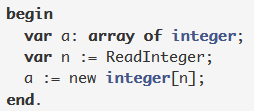 begin
  var a: array of integer;
  var n := ReadInteger;
  a := new integer[n];
end.